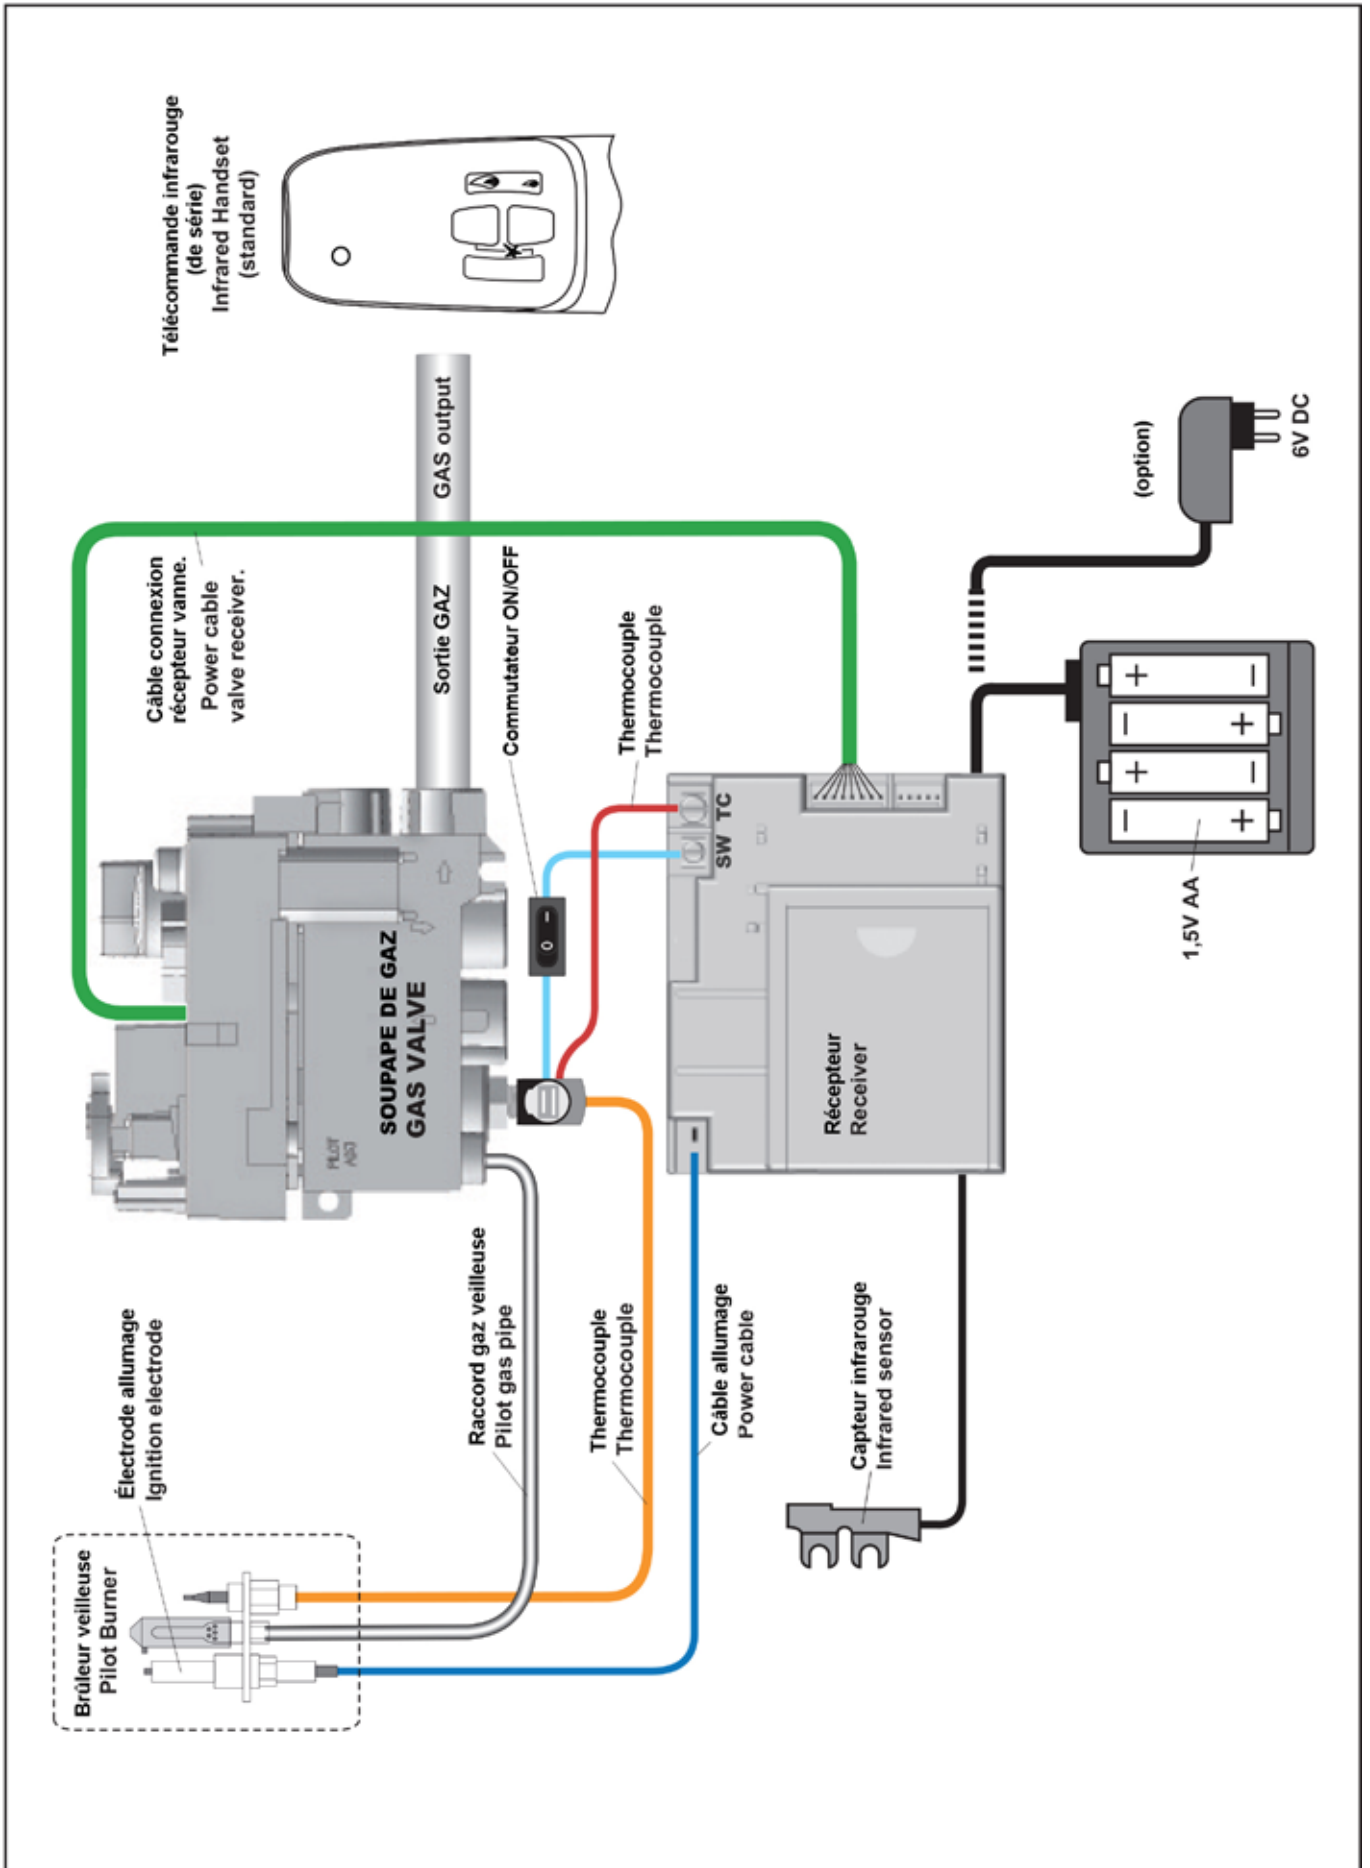 Brûleur veilleuse
Pilot Burner
Électrode allumage
Ignition electrode
Câble connexion
récepteur vanne.
Power cable
valve receiver.
Télécommande infrarouge
(de série)
Infrared Handset
(standard)
PILOT
ADJ
SOUPAPE DE GAZ
GAS VALVE
Sortie GAZ
GAS output
Raccord gaz veilleuse
Pilot gas pipe
Commutateur ON/OFF
0 I
Thermocouple
Thermocouple
Thermocouple
Thermocouple
Câble allumage
Power cable
SW TC
Récepteur
Receiver
Capteur infrarouge
Infrared sensor
(option)
6V DC
- + - +
+ - + -
1,5V AA